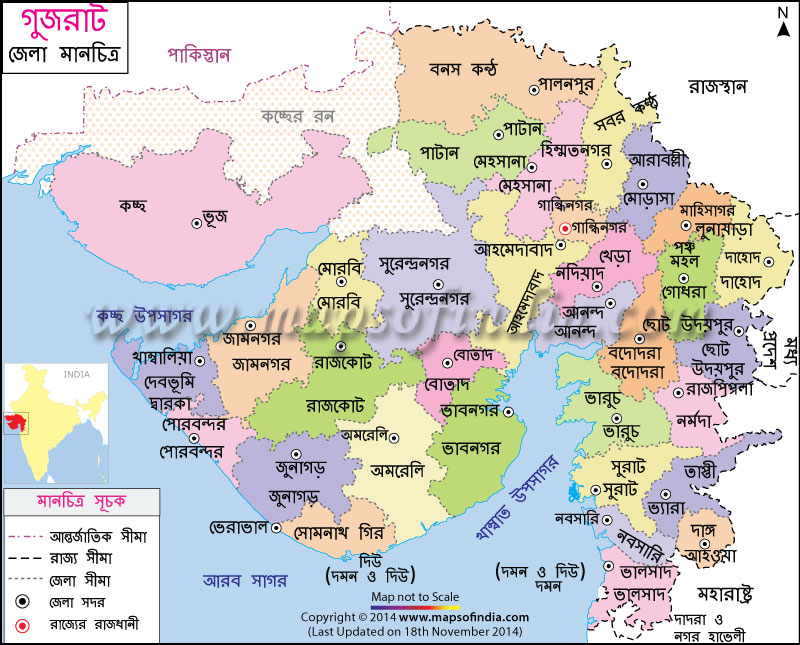 গুজরাট
জেলা মানচিত্র
পাকিস্তান
N
রাজস্থান
বনস কন্ঠ
পালনপুর
সবর কন্ঠ
কচ্ছের রন
পাটান
পাটান
মেহসানা
মেহসানা
হিম্মতনগর
আরাবল্লী
মোড়াসা
কচ্ছ
ভূজ
গান্ধিনগর
গান্ধিনগর
মাহিসাগর
লুনাযাড়া
আহমেদাবাদ
আহমেদাবাদ
খেড়া
নদিয়াদ
পঞ্চ
মহল
গোধরা
দাহোদ
দাহোদ
মোরবি
মোরবি
সুরেন্দ্রনগর
সুরেন্দ্রনগর
www.mapsofindia.com
কচ্ছ উপসাগর
আনন্দ
আনন্দ
জামনগর
জামনগর
খাম্বালিয়া
দেবভূমি
দ্বারকা
রাজকোট
রাজকোট
বোতাদ
বোতাদ
বদোদরা
বদোদরা
ছোট উদয়পুর
ছোট
উদয়পুর
মধ্য
প্রদেশ
রাজপিপলা
নর্মদা
পোরবন্দর
পোরবন্দর
ভাবনগর
ভাবনগর
ভারুচ
ভারুচ
অমরেলি
অমরেলি
জুনাগড়
জুনাগড়
সুরাট
সুরাট
তাপ্তী
ভ্যারা
খাম্বাত উপসাগর
নবসারি
নবসারি
দাঙ্গ
আহওয়া
ভেরাভাল
সোমনাথ গির
দিউ
(দমন ও দিউ)
(দমন ও দিউ)
দমন
ভালসাদ
ভালসাদ
মহারাষ্ট্র
দাদরা ও
নগর হাভেলী
আরব সাগর
INDIA
মানচিত্র সূচক
আন্তর্জাতিক সীমা
রাজ্য সীমা
জেলা সীমা
জেলা সদর
রাজ্যের রাজধানী
Map not to Scale
Copyright © 2014 www.mapsofindia.com
(Last Updated on 18th November 2014)